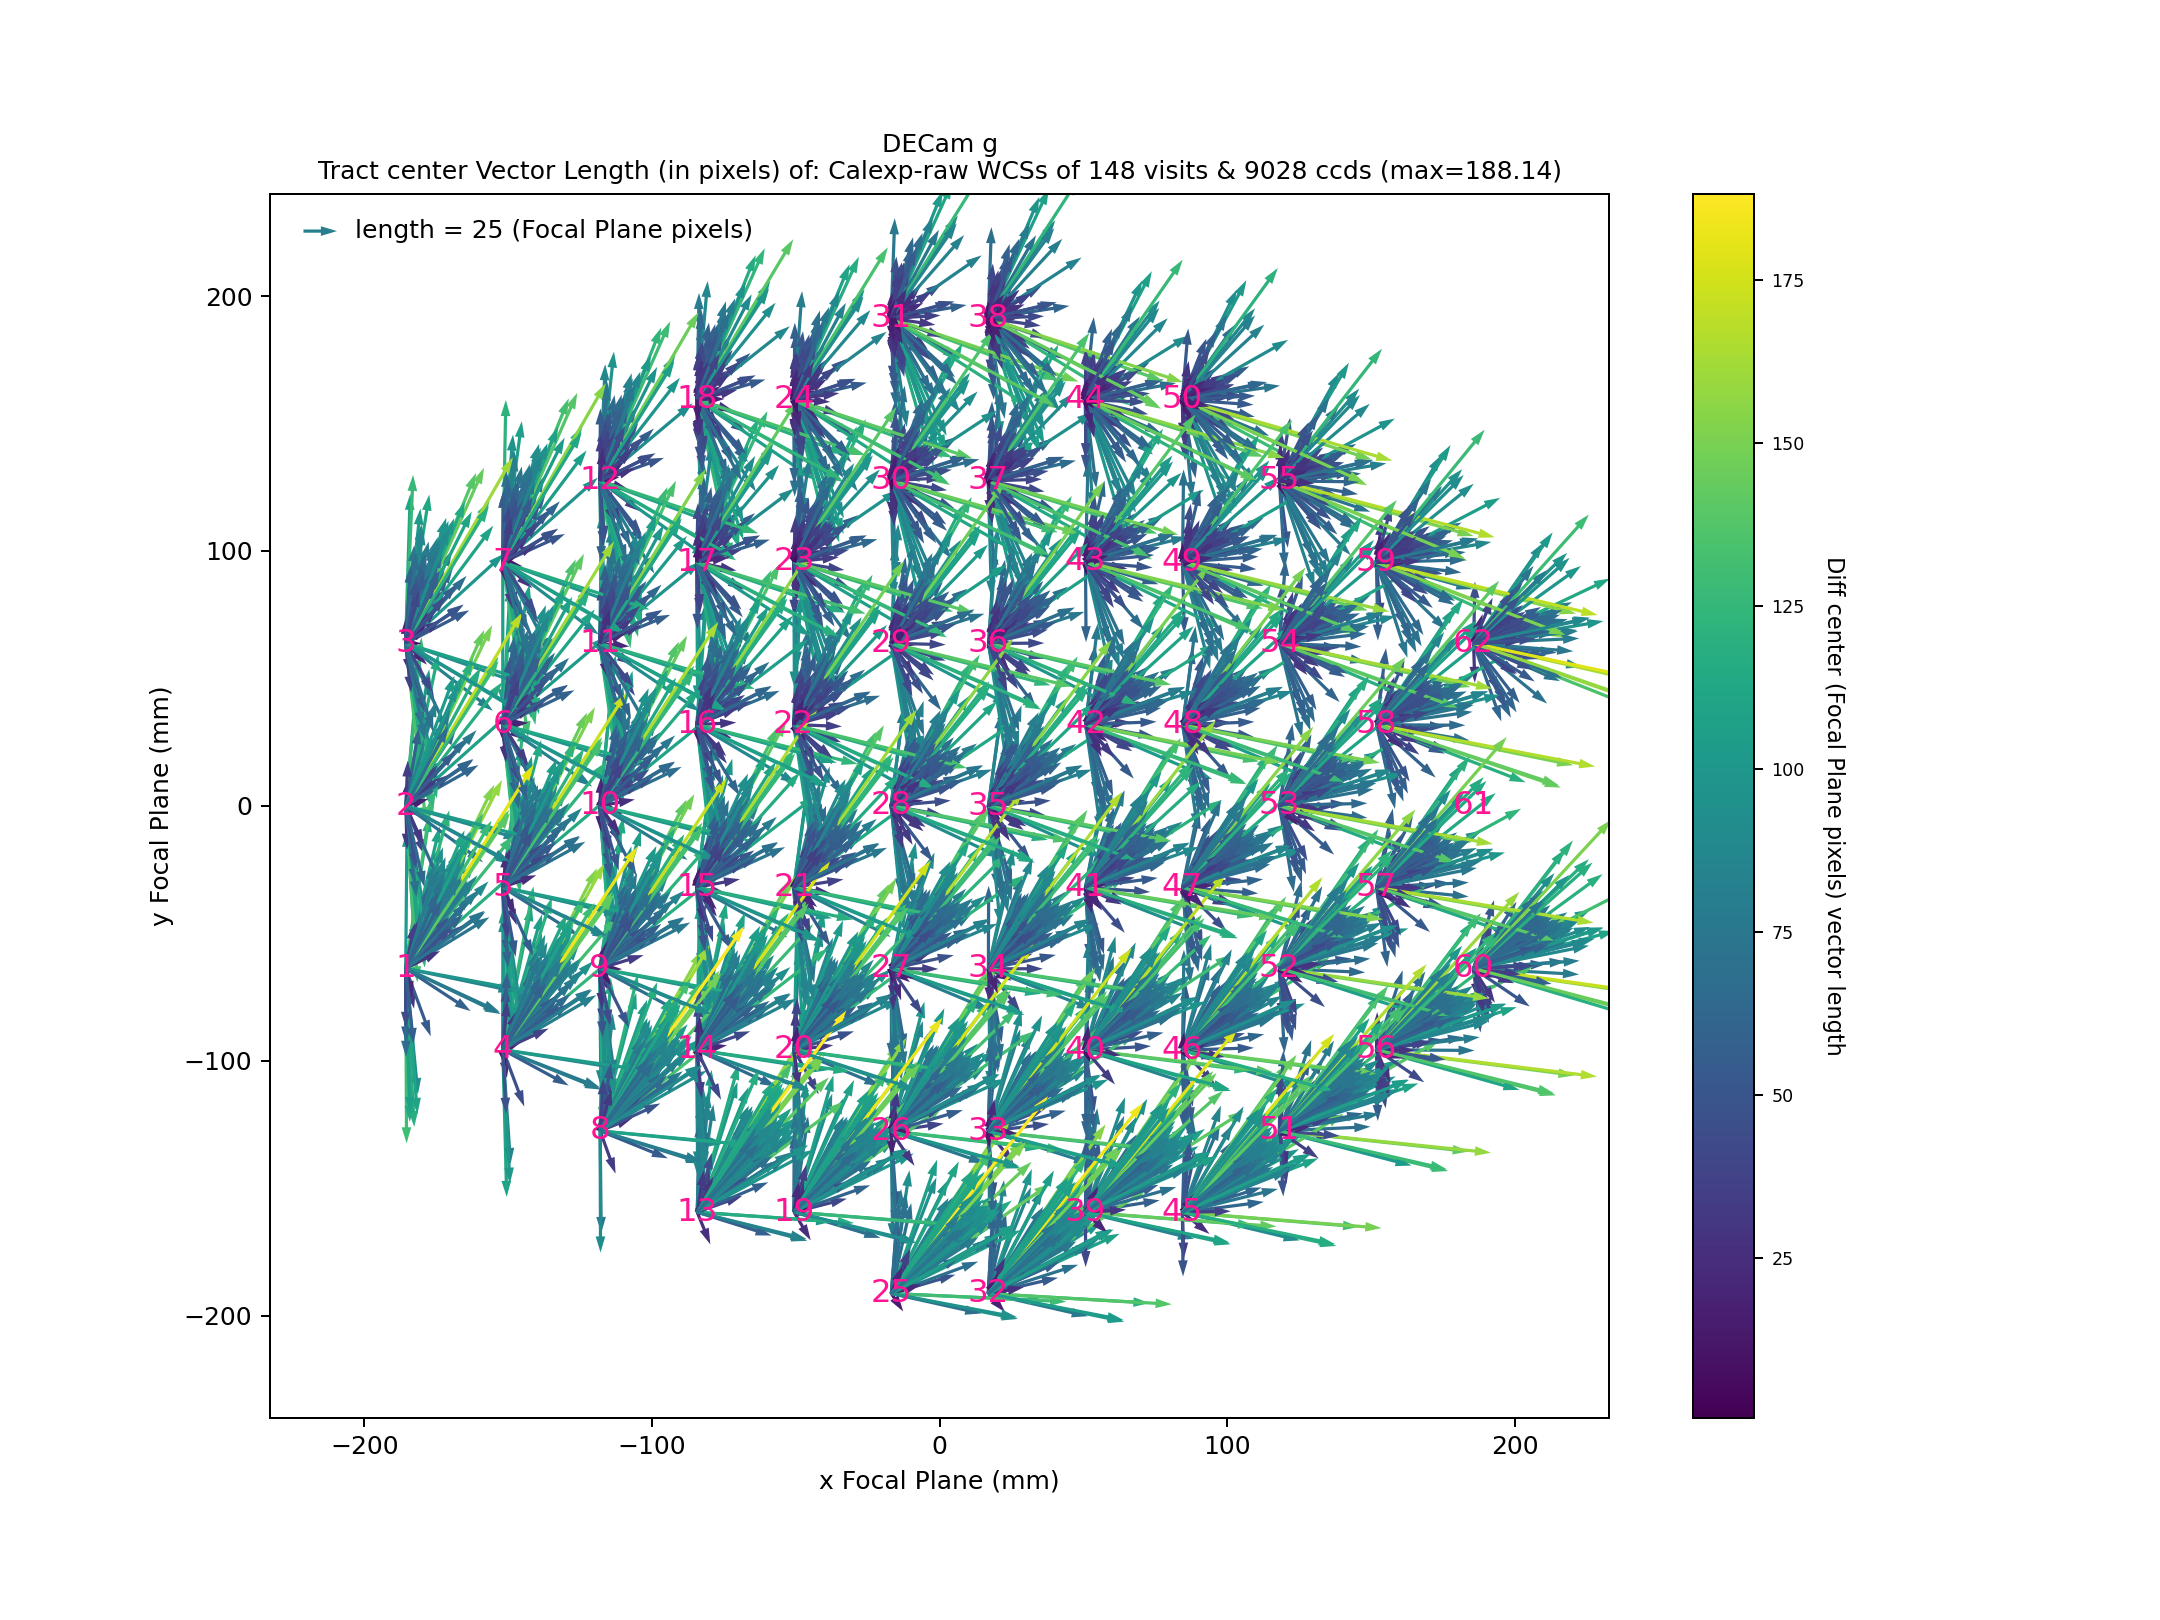 DECam g
Tract center Vector Length (in pixels) of: Calexp-raw WCSs of 148 visits & 9028 ccds (max=188.14)
length = 25 (Focal Plane pixels)
31 38
18 24 44 50
12 30 37 55
7 17 23 43 49 59
3 11 29 36 54 62
6 16 22 42 48 58
2 10 28 35 53 61
5 15 21 41 47 57
1 9 27 34 52 60
4 14 20 40 46 56
8 26 33 51
13 19 39 45
25 32
200
100
0
−100
−200
y Focal Plane (mm)
−200 −100 0 100 200
x Focal Plane (mm)
175
150
125
100
75
50
25
Diff center (Focal Plane pixels) vector length